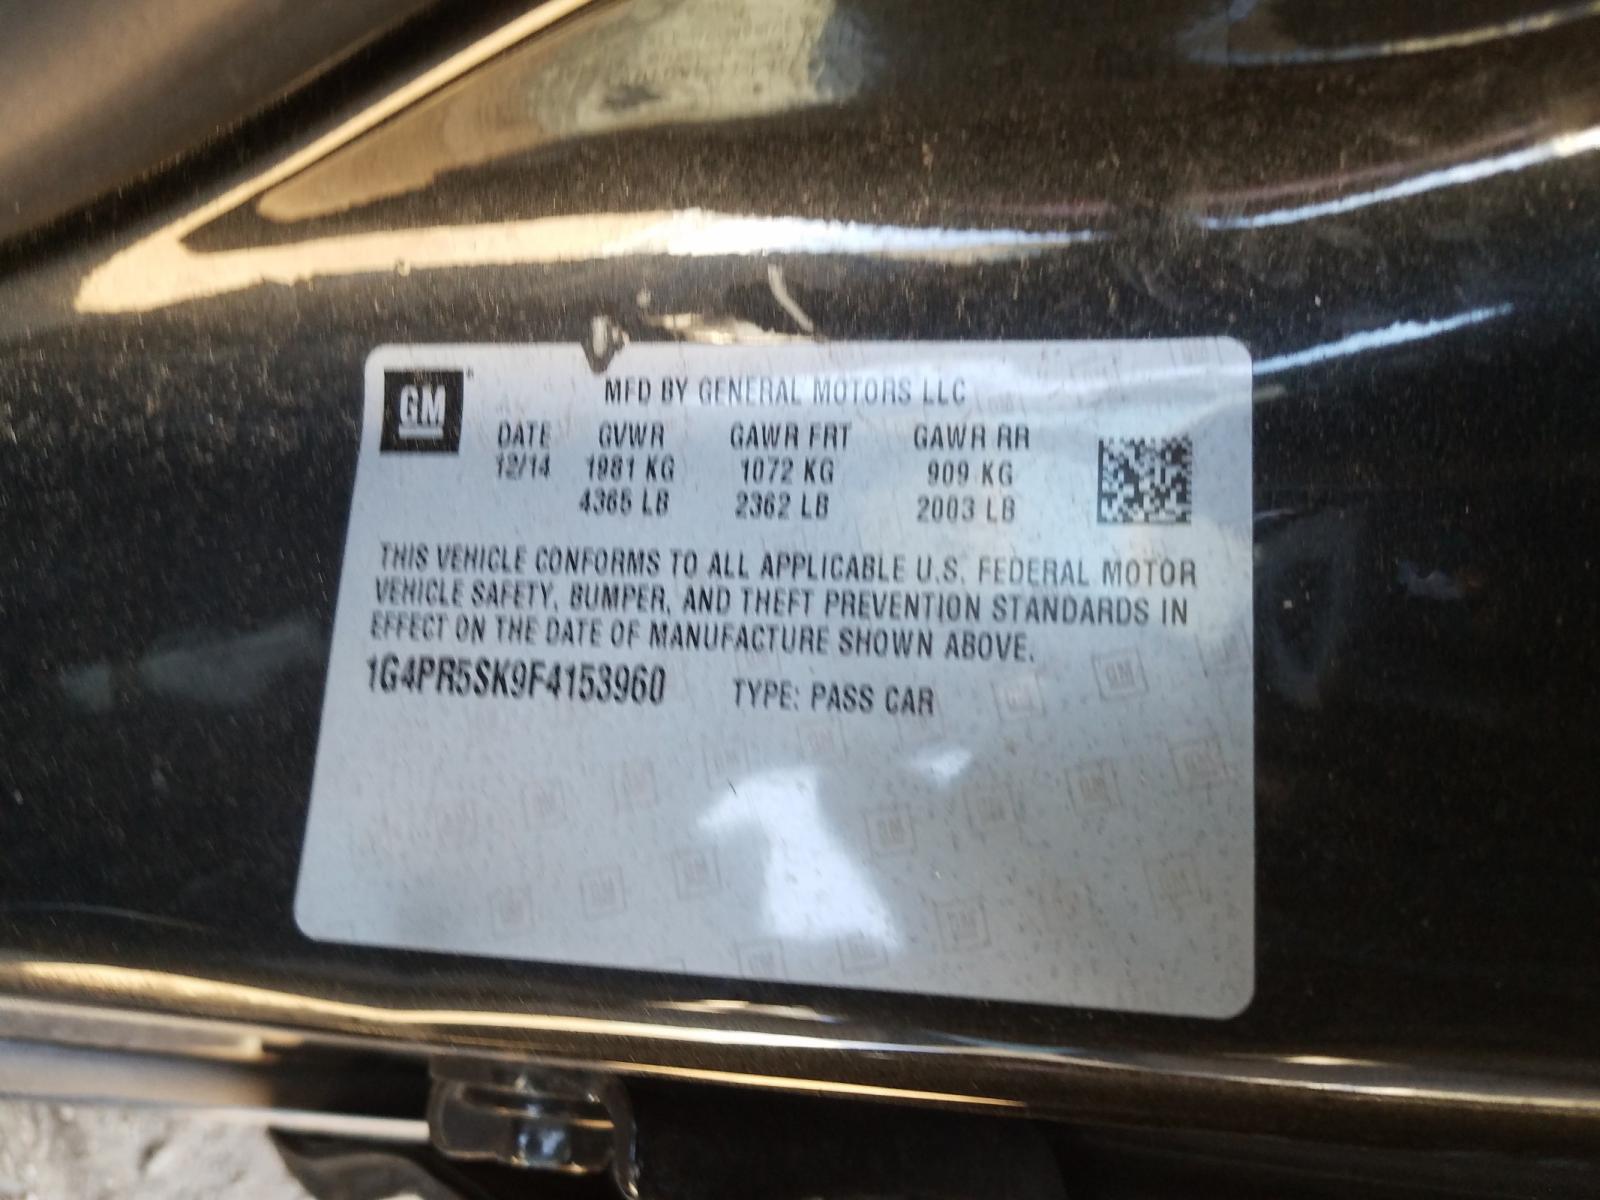 GM
MFD BY GENERAL MOTORS LLC
DATE GVWR GAWR FRT GAWR RR
12/14 1981 KG 1072 KG 909 KG
4365 LB 2362 LB 2003 LB
THIS VEHICLE CONFORMS TO ALL APPLICABLE U.S. FEDERAL MOTOR
VEHICLE SAFETY, BUMPER, AND THEFT PREVENTION STANDARDS IN
EFFECT ON THE DATE OF MANUFACTURE SHOWN ABOVE.
1G4PR5SK9F4153960 TYPE: PASS CAR